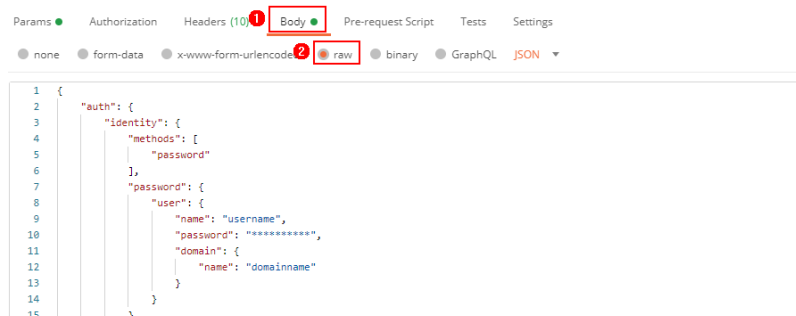 Params Authorization Headers (10) 1 Body Pre-request Script Tests Settings
none form-data x-www-form-urlencoded 2 raw binary GraphQL JSON
1 {
2 "auth": {
3 "identity": {
4 "methods": [
5 "password"
6 ],
7 "password": {
8 "user": {
9 "name": "username",
10 "password": "**********",
11 "domain": {
12 "name": "domainname"
13 }
14 }
15 }